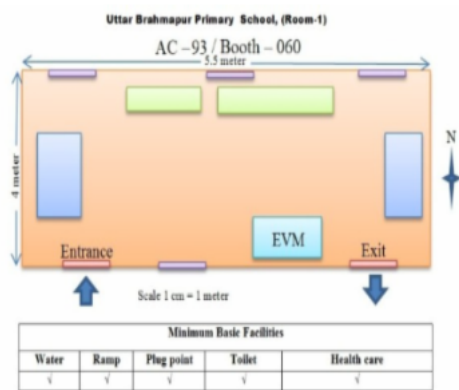 Uttar Brahmapur Primary School, (Room-1)
AC –93 / Booth – 060
5.5 meter
4 meter
N
Entrance
EVM
Exit
Scale 1 cm = 1 meter
Minimum Basic Facilities
Water Ramp Plug point Toilet Health care
√ √ √ √ √